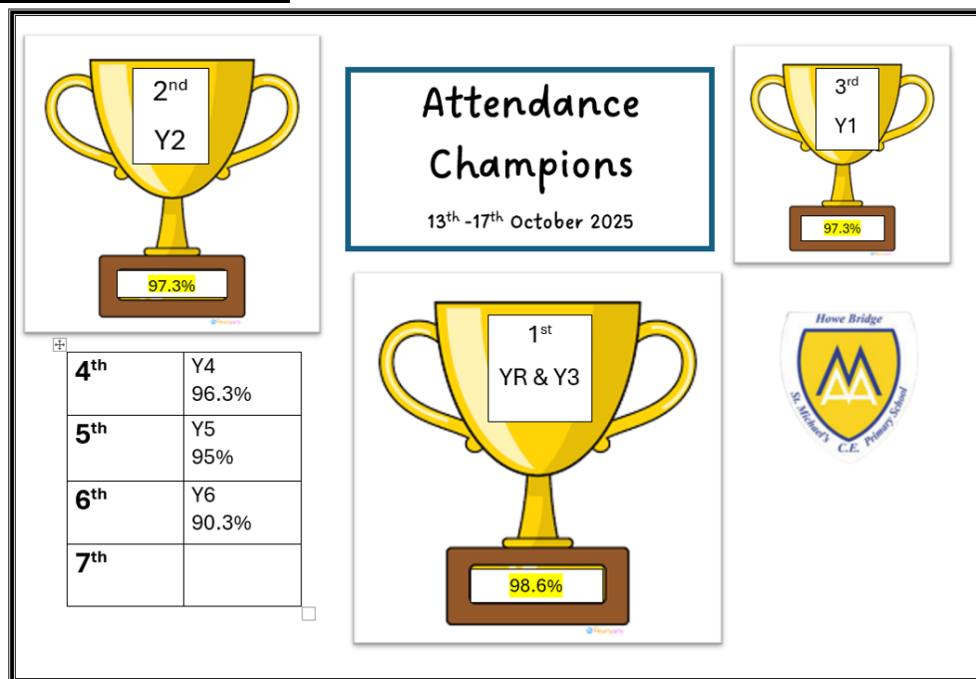 2nd
Y2
97.3%
Attendance
Champions
13th -17th October 2025
3rd
Y1
97.3%
1st
YR & Y3
98.6%
4th Y4
96.3%
5th Y5
95%
6th Y6
90.3%
7th
Howe Bridge
St. Michael's C.E. Primary School